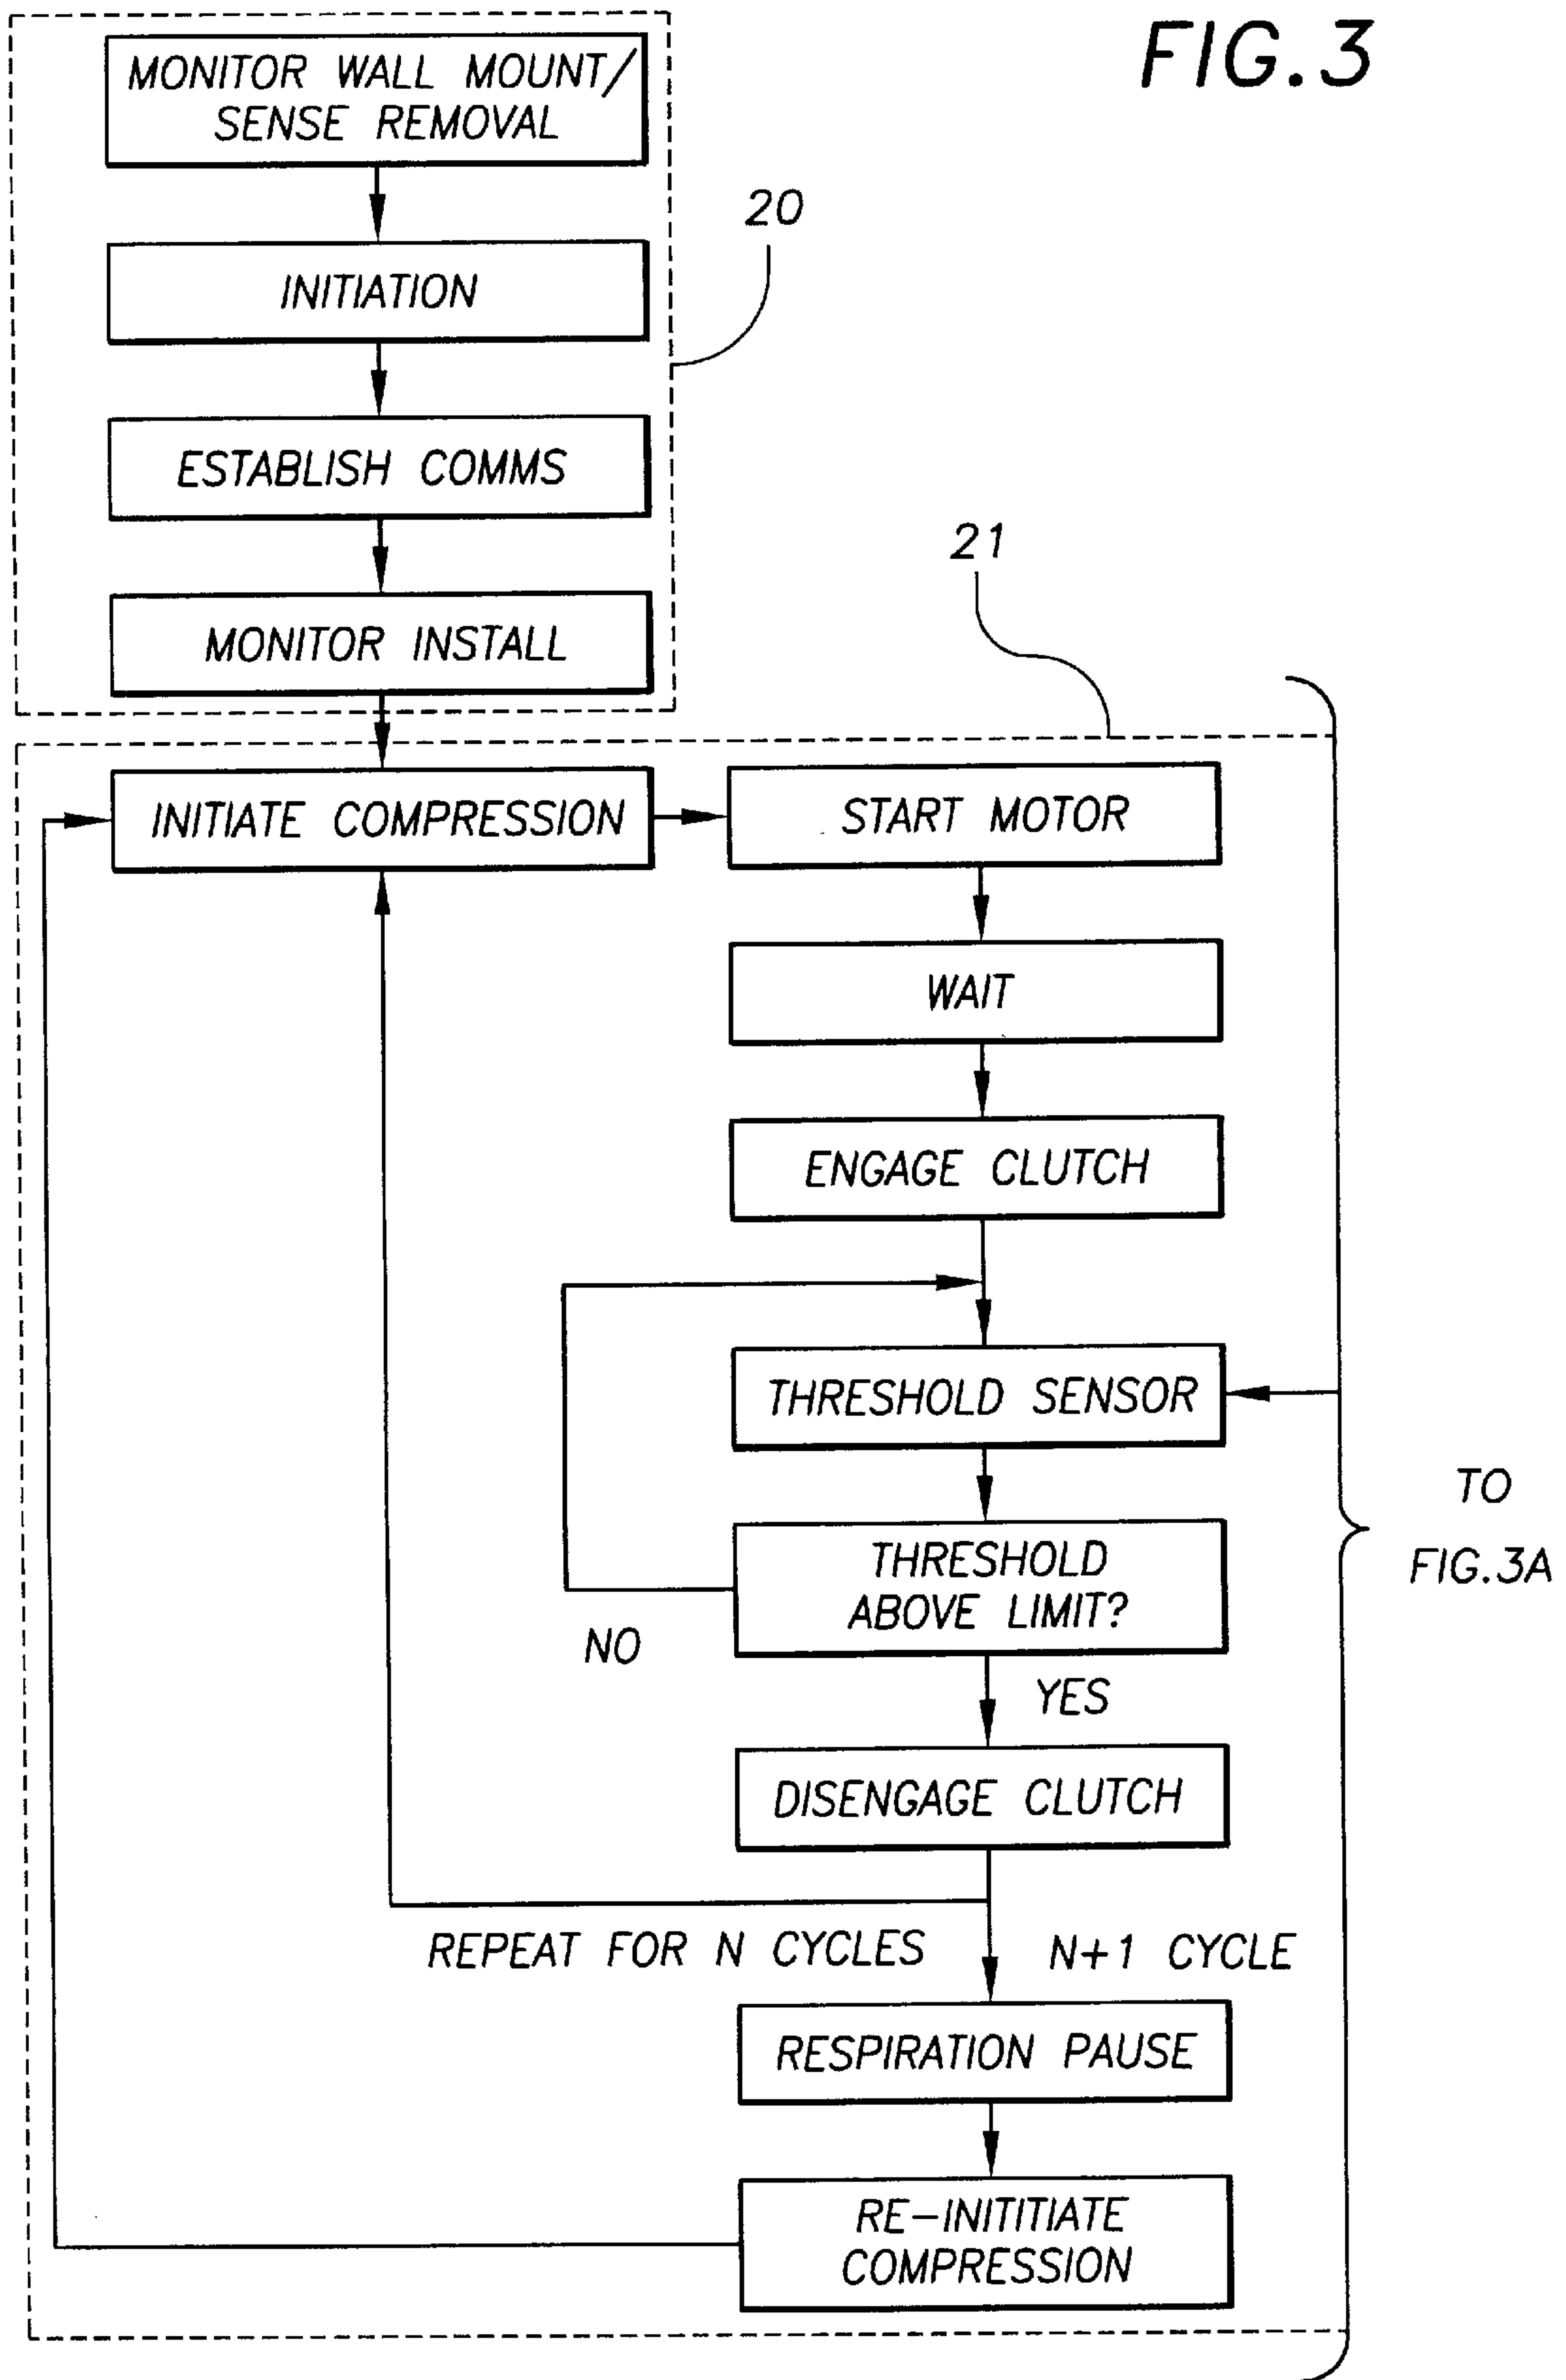 FIG.3
MONITOR WALL MOUNT/
SENSE REMOVAL
20
INITIATION
ESTABLISH COMMS
21
MONITOR INSTALL
INITIATE COMPRESSION
START MOTOR
WAIT
ENGAGE CLUTCH
THRESHOLD SENSOR
TO
FIG.3A
THRESHOLD
ABOVE LIMIT?
NO
YES
DISENGAGE CLUTCH
REPEAT FOR N CYCLES
N+1 CYCLE
RESPIRATION PAUSE
RE-INITITIATE
COMPRESSION